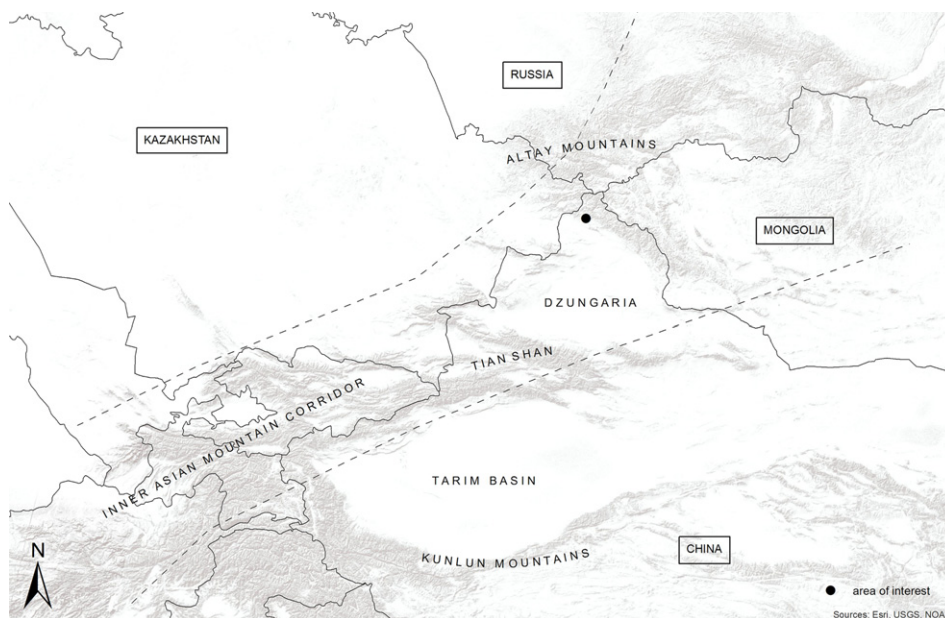 RUSSIA
KAZAKHSTAN
ALTAY MOUNTAINS
MONGOLIA
DZUNGARIA
TIAN SHAN
INNER ASIAN MOUNTAIN CORRIDOR
TARIM BASIN
KUNLUN MOUNTAINS
CHINA
N
area of interest
Sources: Esri, USGS, NOA